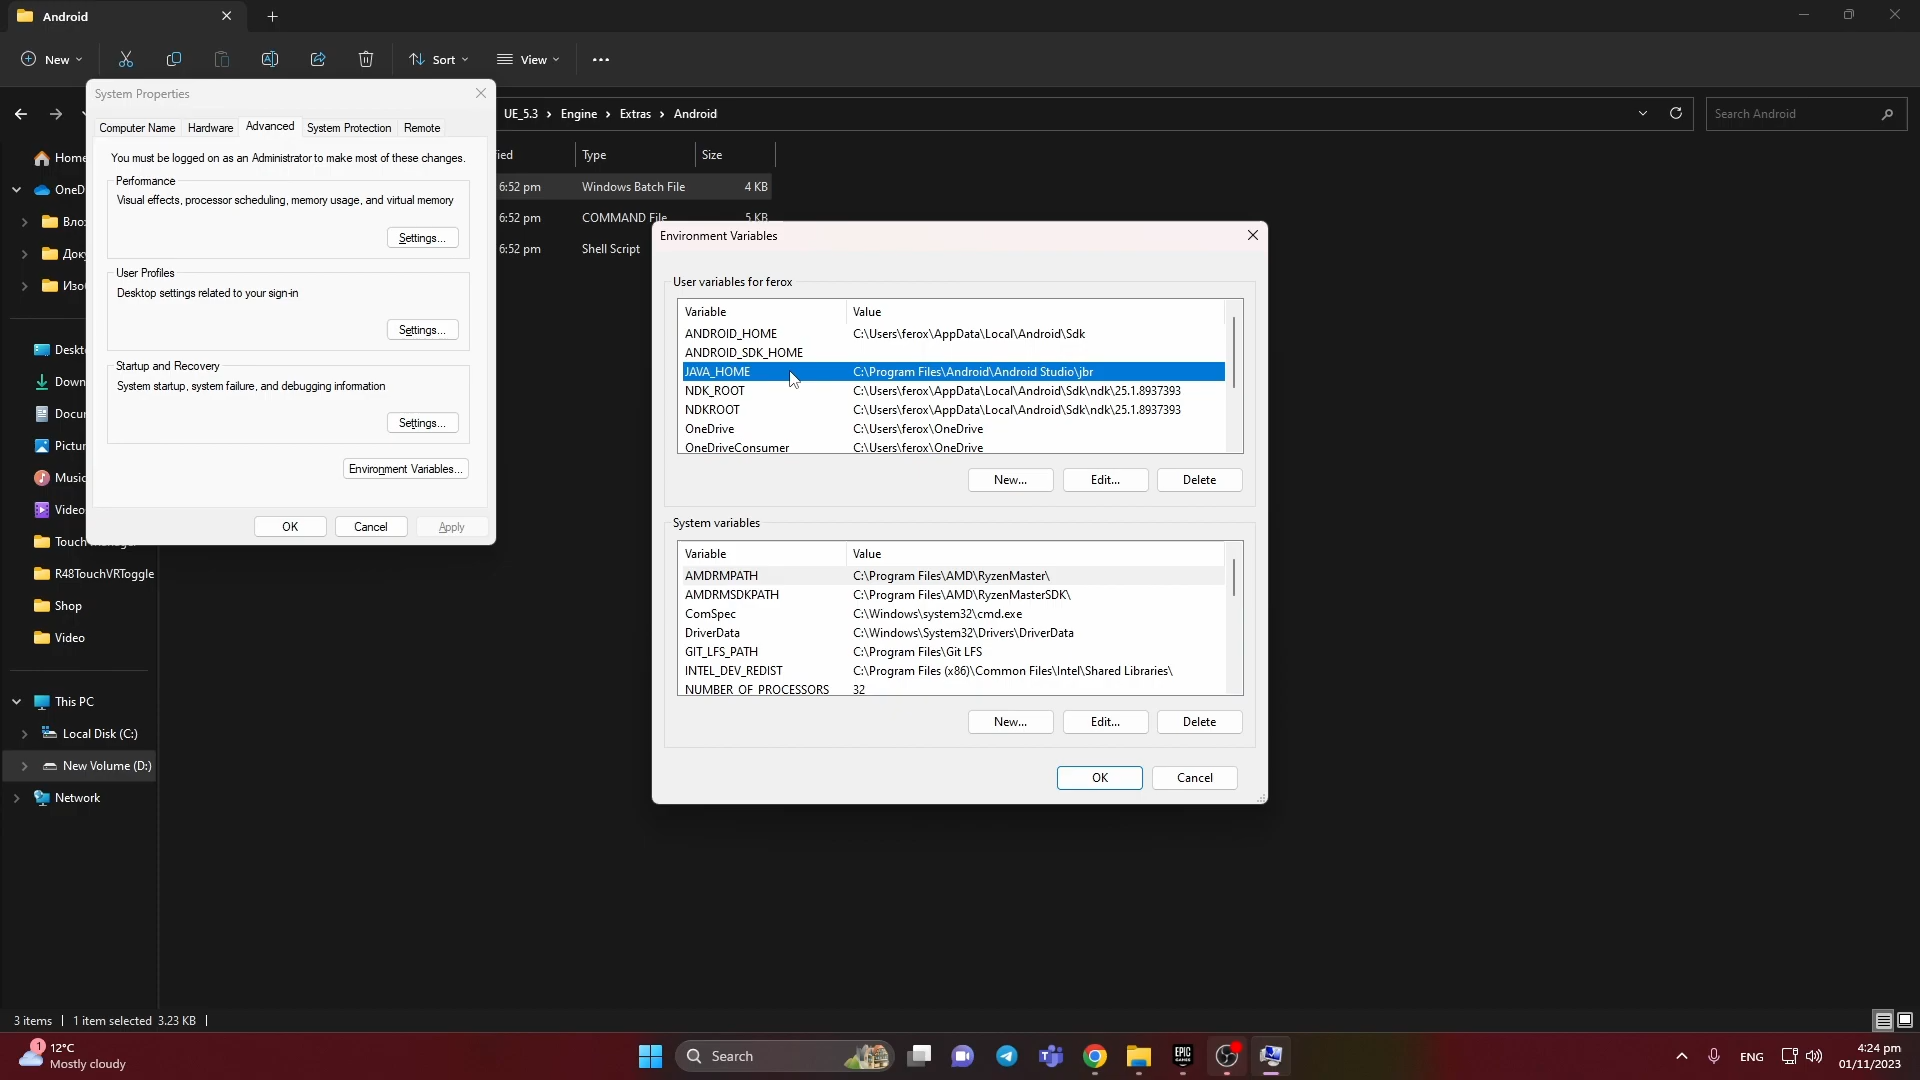 Android
New
Sort
View
System Properties
Computer Name Hardware Advanced System Protection Remote
You must be logged on as an Administrator to make most of these changes.
Performance
Visual effects, processor scheduling, memory usage, and virtual memory
Settings...
User Profiles
Desktop settings related to your sign-in
Settings...
Startup and Recovery
System startup, system failure, and debugging information
Settings...
Environment Variables...
OK Cancel Apply
UE_5.3 > Engine > Extras > Android
Search Android
Type Size
6:52 pm Windows Batch File 4 KB
6:52 pm COMMAND File 5 KB
6:52 pm Shell Script
Home
Music
R48TouchVRToggle
Shop
Video
This PC
Local Disk (C:)
New Volume (D:)
Network
Environment Variables
User variables for ferox
Variable Value
ANDROID_HOME C:\Users\ferox\AppData\Local\Android\Sdk
ANDROID_SDK_HOME
JAVA_HOME C:\Program Files\Android\Android Studio\jbr
NDK_ROOT C:\Users\ferox\AppData\Local\Android\Sdk\ndk\25.1.8937393
NDKROOT C:\Users\ferox\AppData\Local\Android\Sdk\ndk\25.1.8937393
OneDrive C:\Users\ferox\OneDrive
OneDriveConsumer C:\Users\ferox\OneDrive
New... Edit... Delete
System variables
Variable Value
AMDRMPATH C:\Program Files\AMD\RyzenMaster\
AMDRMSDKPATH C:\Program Files\AMD\RyzenMasterSDK\
ComSpec C:\Windows\system32\cmd.exe
DriverData C:\Windows\System32\Drivers\DriverData
GIT_LFS_PATH C:\Program Files\Git LFS
INTEL_DEV_REDIST C:\Program Files (x86)\Common Files\Intel\Shared Libraries\
NUMBER_OF_PROCESSORS 32
New... Edit... Delete
OK Cancel
3 items | 1 item selected 3.23 KB |
1
12°C
Mostly cloudy
Search
EPIC GAMES
ENG
4:24 pm
01/11/2023